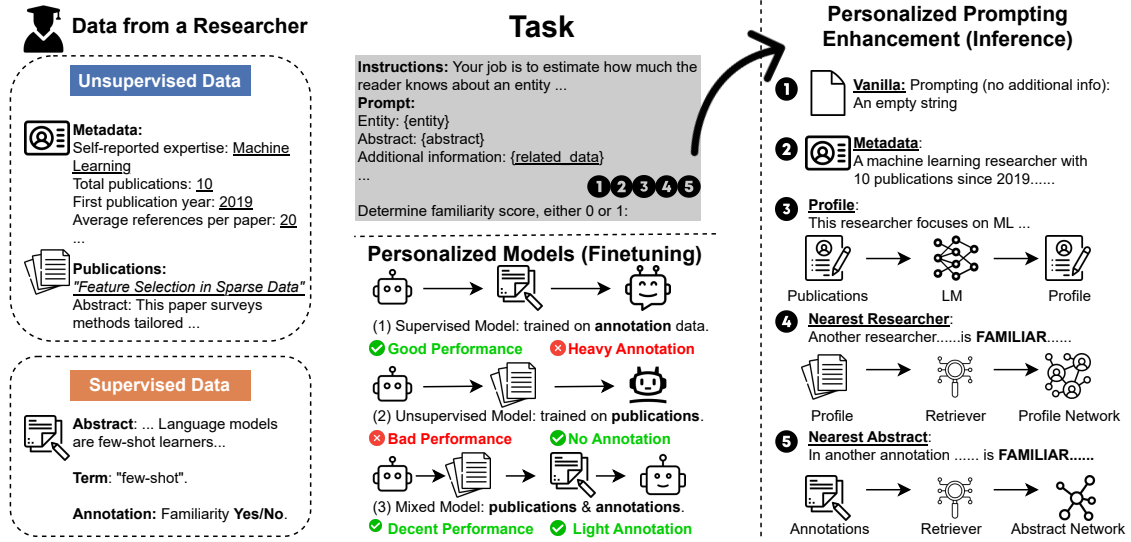 Data from a Researcher
Unsupervised Data
Metadata:
Self-reported expertise: Machine
Learning
Total publications: 10
First publication year: 2019
Average references per paper: 20
...
Publications:
"Feature Selection in Sparse Data"
Abstract: This paper surveys
methods tailored ...
Supervised Data
Abstract: ... Language models
are few-shot learners...
Term: "few-shot".
Annotation: Familiarity Yes/No.
Task
Instructions: Your job is to estimate how much the
reader knows about an entity ...
Prompt:
Entity: {entity}
Abstract: {abstract}
Additional information: {related_data}
...
1 2 3 4 5
Determine familiarity score, either 0 or 1:
Personalized Models (Finetuning)
(1) Supervised Model: trained on annotation data.
Good Performance Heavy Annotation
(2) Unsupervised Model: trained on publications.
Bad Performance No Annotation
(3) Mixed Model: publications & annotations.
Decent Performance Light Annotation
Personalized Prompting
Enhancement (Inference)
1 Vanilla: Prompting (no additional info):
An empty string
2 Metadata:
A machine learning researcher with
10 publications since 2019......
3 Profile:
This researcher focuses on ML ...
Publications LM Profile
4 Nearest Researcher:
Another researcher......is FAMILIAR......
Profile Retriever Profile Network
5 Nearest Abstract:
In another annotation ...... is FAMILIAR......
Annotations Retriever Abstract Network